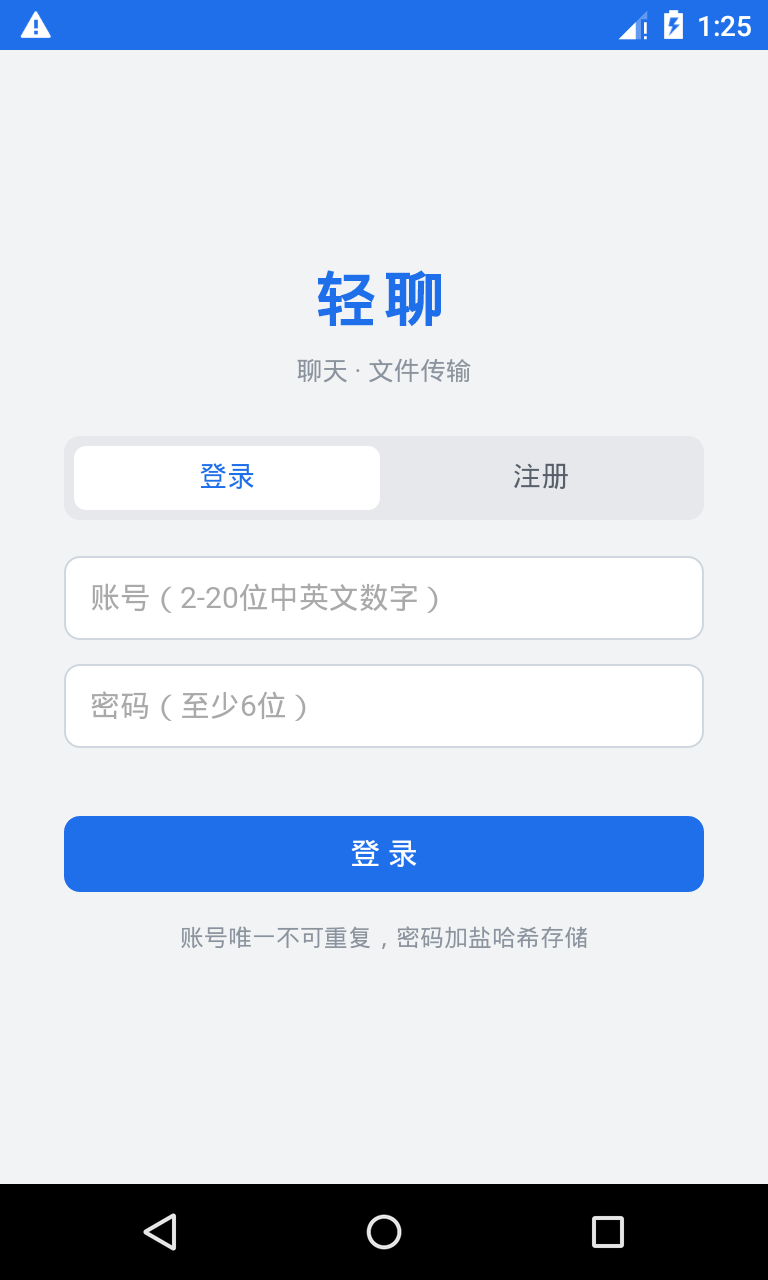 1:25
轻聊
聊天 · 文件传输
登录 注册
账号（2-20位中英文数字）
密码（至少6位）
登 录
账号唯一不可重复，密码加盐哈希存储